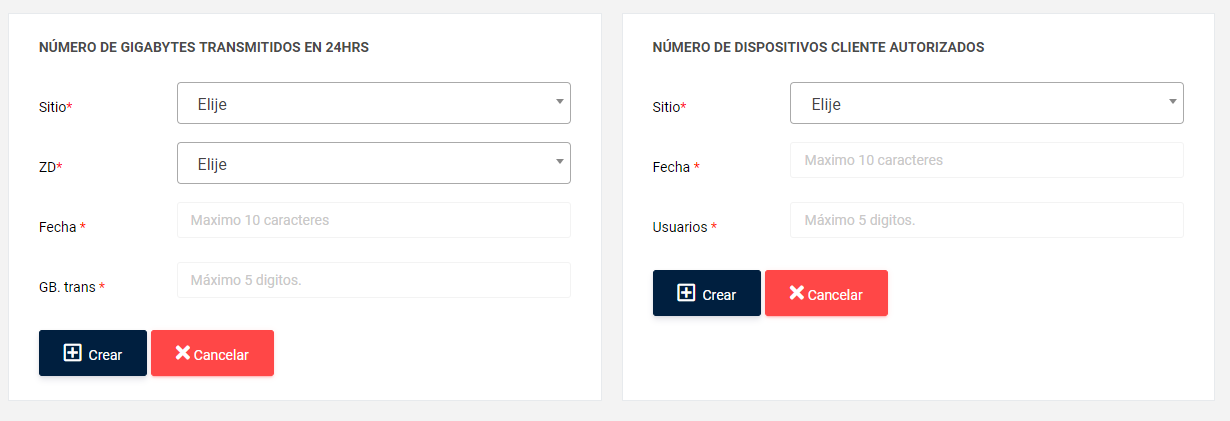 NÚMERO DE GIGABYTES TRANSMITIDOS EN 24HRS
Sitio*
Elije
ZD*
Elije
Fecha *
Maximo 10 caracteres
GB. trans *
Máximo 5 digitos.
Crear
Cancelar
NÚMERO DE DISPOSITIVOS CLIENTE AUTORIZADOS
Sitio*
Elije
Fecha *
Maximo 10 caracteres
Usuarios *
Máximo 5 digitos.
Crear
Cancelar